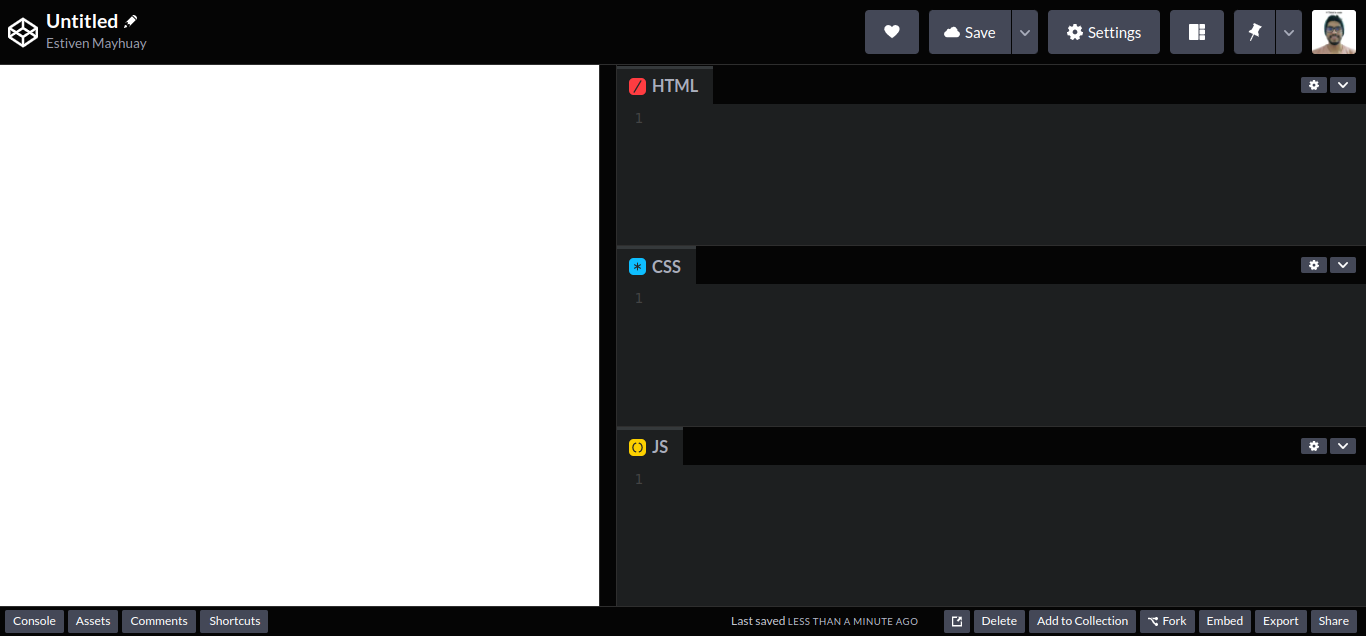 Untitled
Estiven Mayhuay
Save
Settings
/ HTML
1
* CSS
1
() JS
1
Console
Assets
Comments
Shortcuts
Last saved LESS THAN A MINUTE AGO
Delete
Add to Collection
Fork
Embed
Export
Share